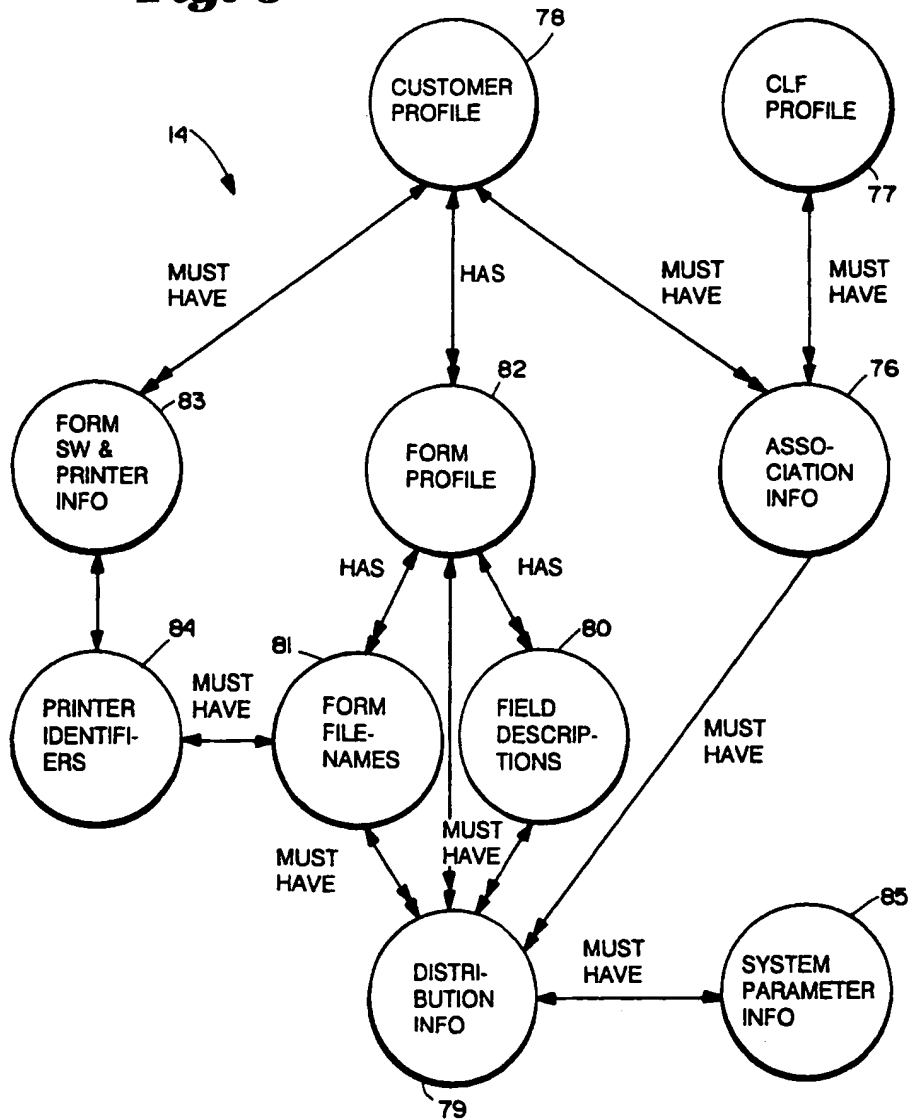 78
CUSTOMER
PROFILE
CLF
PROFILE
14
77
MUST
HAVE
HAS
MUST
HAVE
MUST
HAVE
83
82
76
FORM
SW &
PRINTER
INFO
FORM
PROFILE
ASSO-
CIATION
INFO
HAS
HAS
84
81
80
PRINTER
IDENTIFI-
ERS
MUST
HAVE
FORM
FILE-
NAMES
FIELD
DESCRIP-
TIONS
MUST
HAVE
MUST
HAVE
MUST
HAVE
85
DISTRI-
BUTION
INFO
MUST
HAVE
SYSTEM
PARAMETER
INFO
79